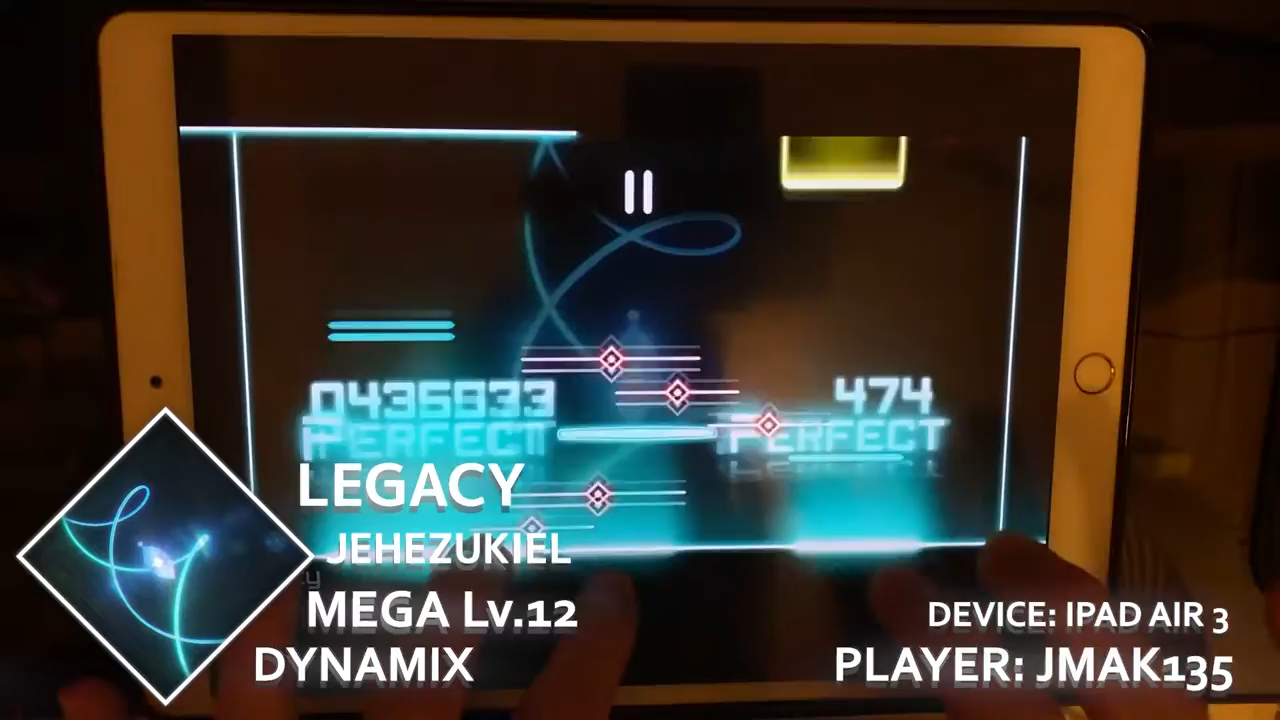 0436833 474
PERFECT PERFECT
LEGACY
JEHEZUKIEL
MEGA Lv.12
DYNAMIX
DEVICE: IPAD AIR 3
PLAYER: JMAK135